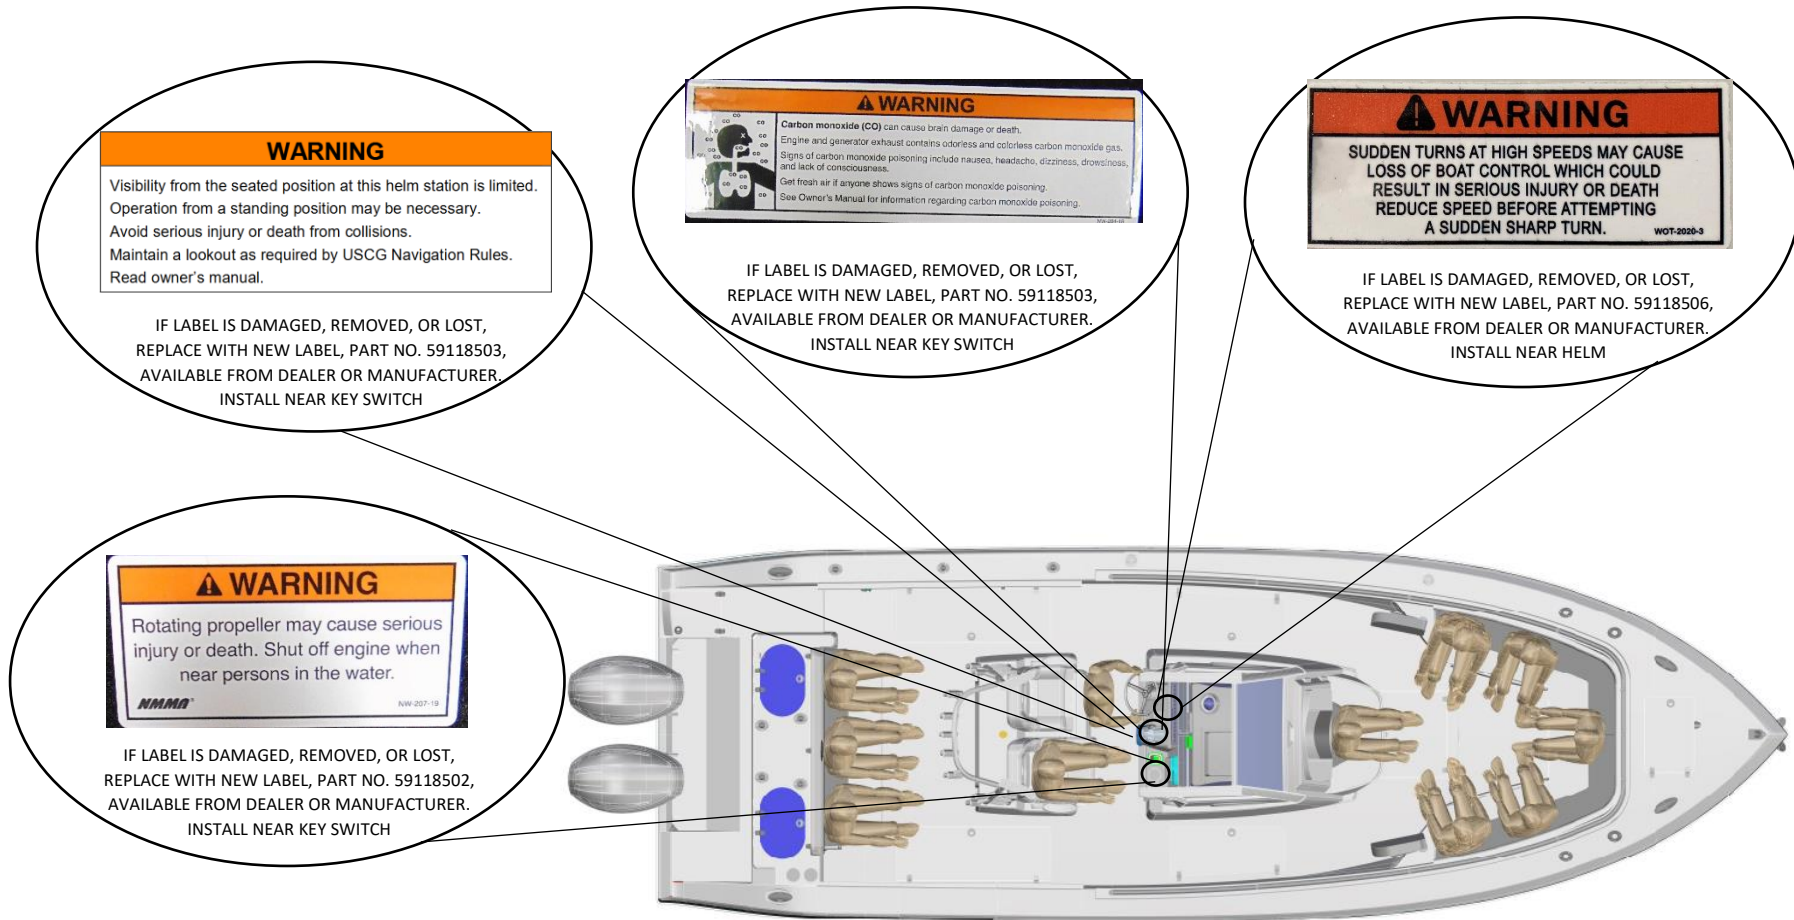 WARNING
Visibility from the seated position at this helm station is limited.
Operation from a standing position may be necessary.
Avoid serious injury or death from collisions.
Maintain a lookout as required by USCG Navigation Rules.
Read owner's manual.
IF LABEL IS DAMAGED, REMOVED, OR LOST,
REPLACE WITH NEW LABEL, PART NO. 59118503,
AVAILABLE FROM DEALER OR MANUFACTURER.
INSTALL NEAR KEY SWITCH
WARNING
Carbon monoxide (CO) can cause brain damage or death.
Engine and generator exhaust contains odorless and colorless carbon monoxide gas.
Signs of carbon monoxide poisoning include nausea, headache, dizziness, drowsiness,
and lack of consciousness.
Get fresh air if anyone shows signs of carbon monoxide poisoning.
See Owner's Manual for information regarding carbon monoxide poisoning.
IF LABEL IS DAMAGED, REMOVED, OR LOST,
REPLACE WITH NEW LABEL, PART NO. 59118503,
AVAILABLE FROM DEALER OR MANUFACTURER.
INSTALL NEAR KEY SWITCH
WARNING
SUDDEN TURNS AT HIGH SPEEDS MAY CAUSE
LOSS OF BOAT CONTROL WHICH COULD
RESULT IN SERIOUS INJURY OR DEATH
REDUCE SPEED BEFORE ATTEMPTING
A SUDDEN SHARP TURN.
WOT-2020-3
IF LABEL IS DAMAGED, REMOVED, OR LOST,
REPLACE WITH NEW LABEL, PART NO. 59118506,
AVAILABLE FROM DEALER OR MANUFACTURER.
INSTALL NEAR HELM
WARNING
Rotating propeller may cause serious
injury or death. Shut off engine when
near persons in the water.
NMMA
NW-207-19
IF LABEL IS DAMAGED, REMOVED, OR LOST,
REPLACE WITH NEW LABEL, PART NO. 59118502,
AVAILABLE FROM DEALER OR MANUFACTURER.
INSTALL NEAR KEY SWITCH